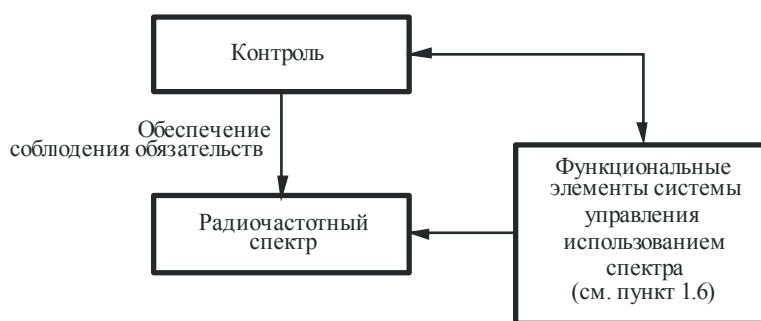 Контроль
Обеспечение
соблюдения обязательств
Радиочастотный
спектр
Функциональные
элементы системы
управления
использованием
спектра
(см. пункт 1.6)